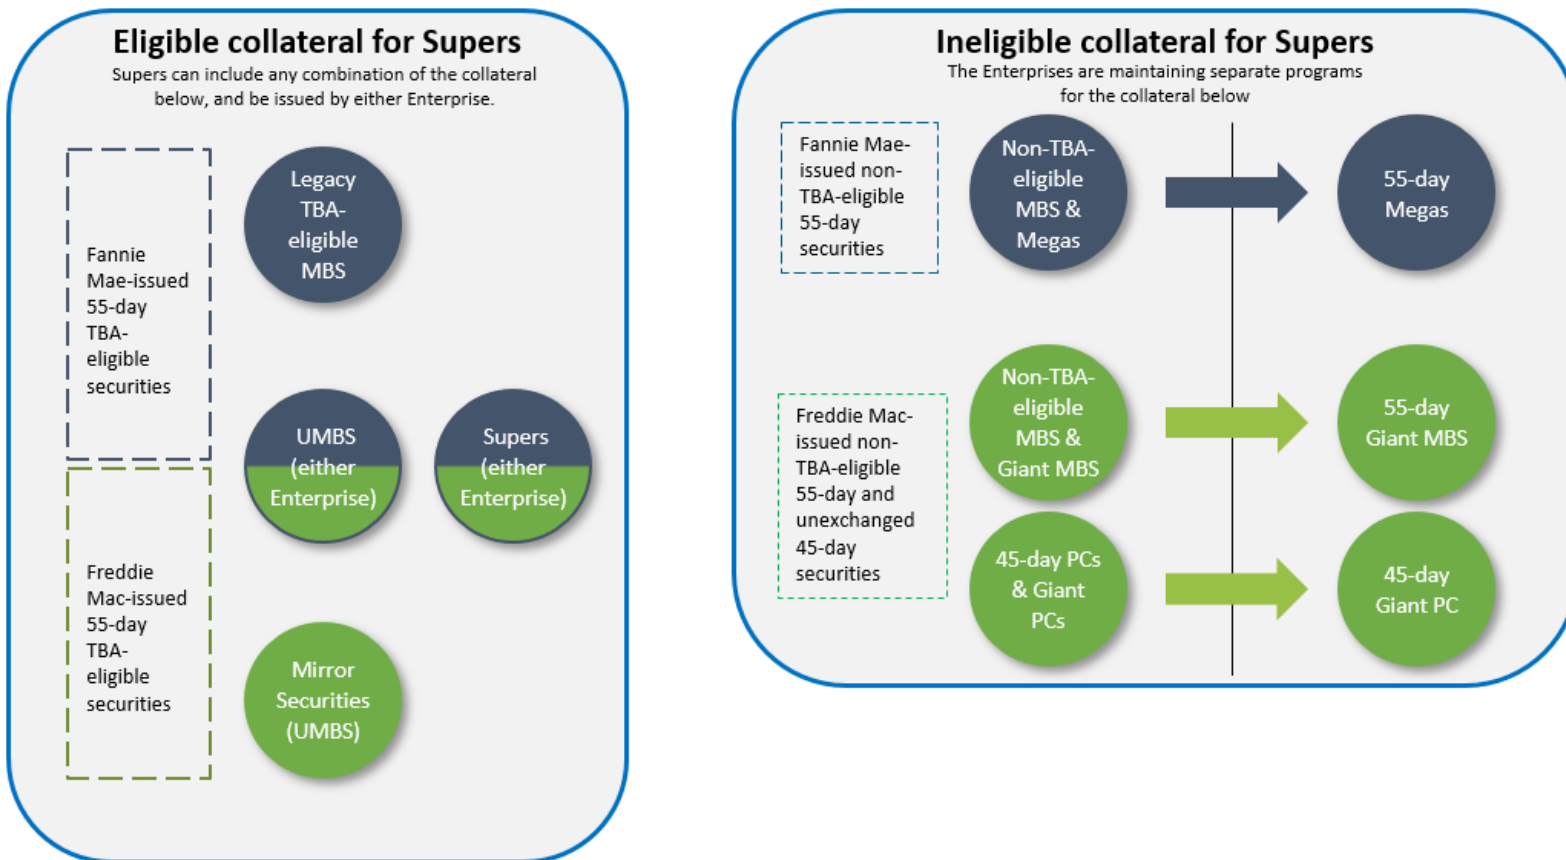 Eligible collateral for Supers
Supers can include any combination of the collateral
below, and be issued by either Enterprise.
Fannie
Mae-issued
55-day
TBA-
eligible
securities
Legacy
TBA-
eligible
MBS
UMBS
(either
Enterprise)
Supers
(either
Enterprise)
Freddie
Mac-issued
55-day
TBA-
eligible
securities
Mirror
Securities
(UMBS)
Ineligible collateral for Supers
The Enterprises are maintaining separate programs
for the collateral below
Fannie Mae-
issued non-
TBA-eligible
55-day
securities
Non-TBA-
eligible
MBS &
Megas
55-day
Megas
Freddie Mac-
issued non-
TBA-eligible
55-day and
unexchanged
45-day
securities
Non-TBA-
eligible
MBS &
Giant MBS
55-day
Giant MBS
45-day PCs
& Giant
PCs
45-day
Giant PC